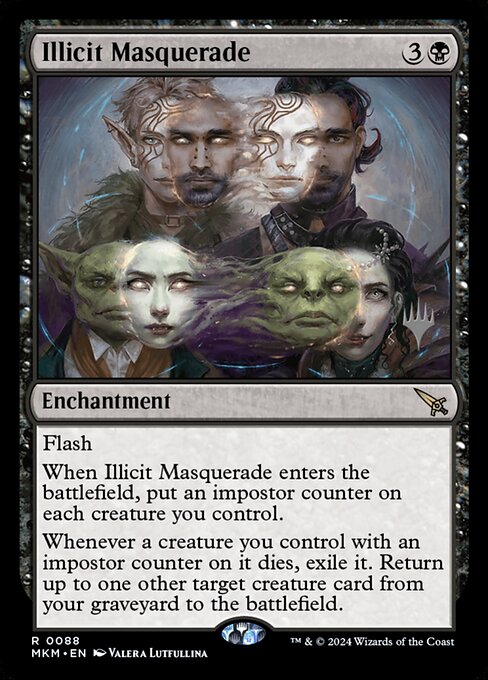 Illicit Masquerade 3
Enchantment
Flash
When Illicit Masquerade enters the
battlefield, put an impostor counter on
each creature you control.
Whenever a creature you control with an
impostor counter on it dies, exile it. Return
up to one other target creature card from
your graveyard to the battlefield.
R 0088
MKM • EN Valera Lutfullina
™ & © 2024 Wizards of the Coast